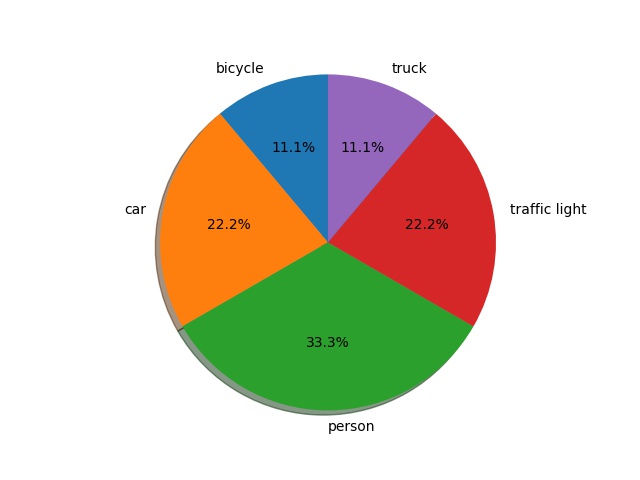 bicycle
truck
11.1%
11.1%
car
22.2%
22.2%
traffic light
33.3%
person